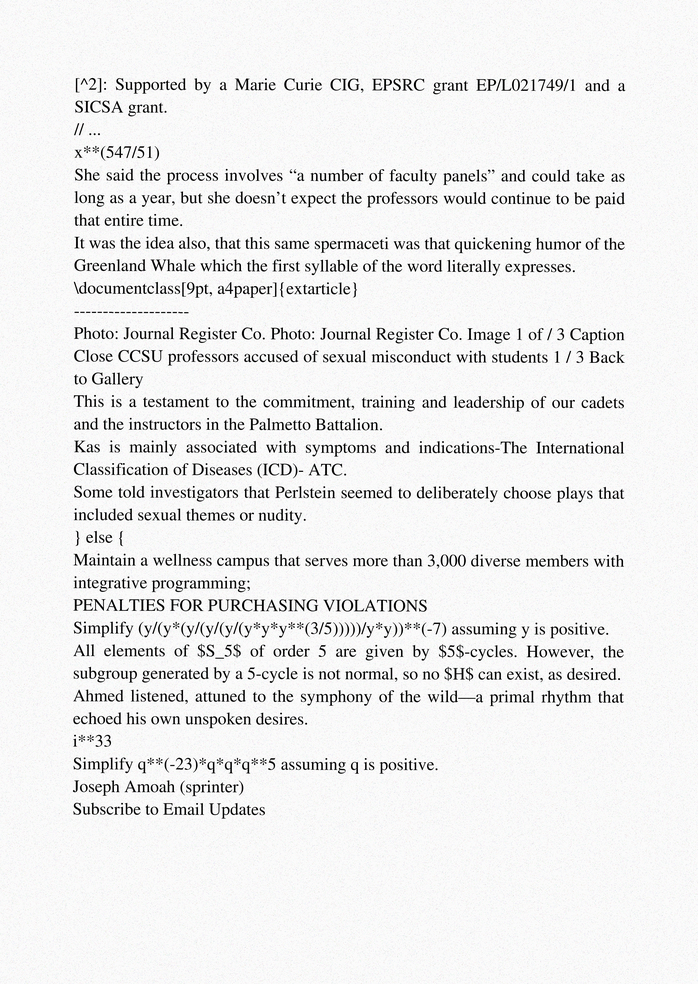 [^2]: Supported by a Marie Curie CIG, EPSRC grant EP/L021749/1 and a
SICSA grant.
// ...
x**(547/51)
She said the process involves “a number of faculty panels” and could take as
long as a year, but she doesn’t expect the professors would continue to be paid
that entire time.
It was the idea also, that this same spermaceti was that quickening humor of the
Greenland Whale which the first syllable of the word literally expresses.
\documentclass[9pt, a4paper]{extarticle}
--------------------
Photo: Journal Register Co. Photo: Journal Register Co. Image 1 of / 3 Caption
Close CCSU professors accused of sexual misconduct with students 1 / 3 Back
to Gallery
This is a testament to the commitment, training and leadership of our cadets
and the instructors in the Palmetto Battalion.
Kas is mainly associated with symptoms and indications-The International
Classification of Diseases (ICD)- ATC.
Some told investigators that Perlstein seemed to deliberately choose plays that
included sexual themes or nudity.
} else {
Maintain a wellness campus that serves more than 3,000 diverse members with
integrative programming;
PENALTIES FOR PURCHASING VIOLATIONS
Simplify (y/(y*(y/(y/(y/(y*y*y**(3/5)))))/y*y))**(-7) assuming y is positive.
All elements of $S_5$ of order 5 are given by $5$-cycles. However, the
subgroup generated by a 5-cycle is not normal, so no $H$ can exist, as desired.
Ahmed listened, attuned to the symphony of the wild—a primal rhythm that
echoed his own unspoken desires.
i**33
Simplify q**(-23)*q*q*q**5 assuming q is positive.
Joseph Amoah (sprinter)
Subscribe to Email Updates